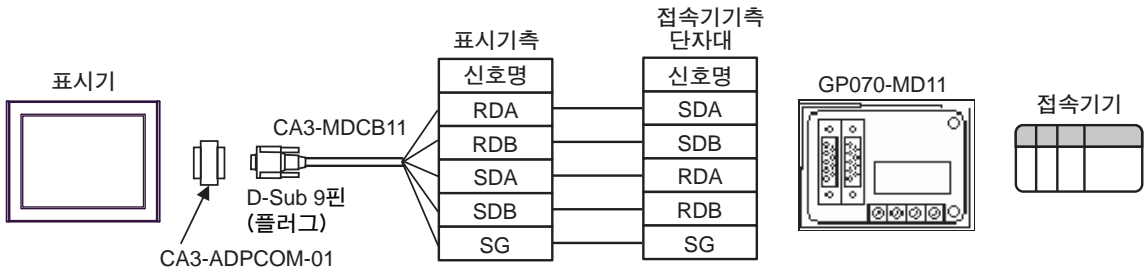 표시기
CA3-ADPCOM-01
CA3-MDCB11
D-Sub 9핀
(플러그)
표시기측
신호명
RDA
RDB
SDA
SDB
SG
접속기기측
단자대
신호명
SDA
SDB
RDA
RDB
SG
GP070-MD11
접속기기